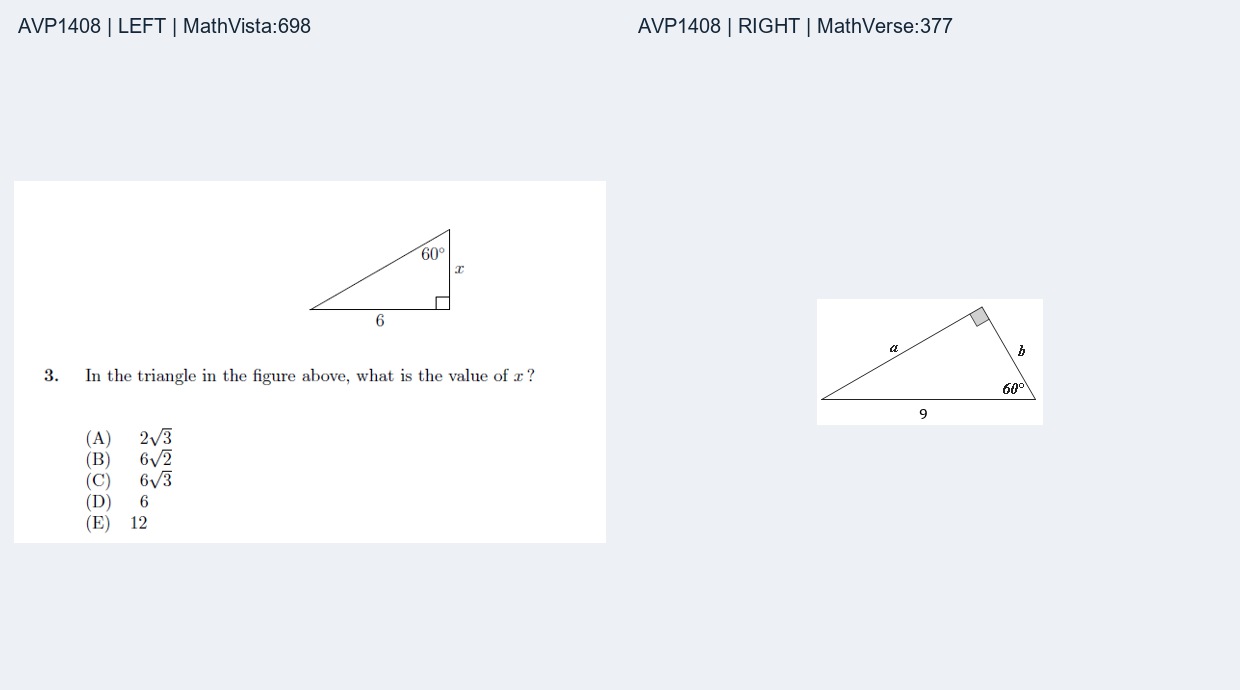 AVP1408 | LEFT | MathVista:698
60°
x
6
3. In the triangle in the figure above, what is the value of x ?
(A) 2√3
(B) 6√2
(C) 6√3
(D) 6
(E) 12
AVP1408 | RIGHT | MathVerse:377
a
b
60°
9